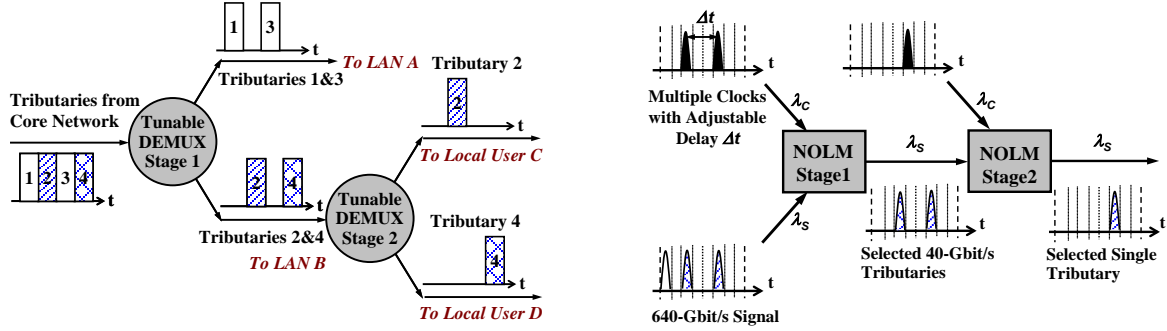 1 3
t
To LAN A
Tributaries 1&3
Tributaries from
Core Network
1 2 3 4
t
Tunable
DEMUX
Stage 1
2 4
t
Tributaries 2&4
To LAN B
Tunable
DEMUX
Stage 2
Tributary 2
2
t
To Local User C
Tributary 4
4
t
To Local User D
Δt
t
Multiple Clocks
with Adjustable
Delay Δt
λC
t
λC
NOLM
Stage1
λS
NOLM
Stage2
λS
λS
t
640-Gbit/s Signal
t
Selected 40-Gbit/s
Tributaries
t
Selected Single
Tributary